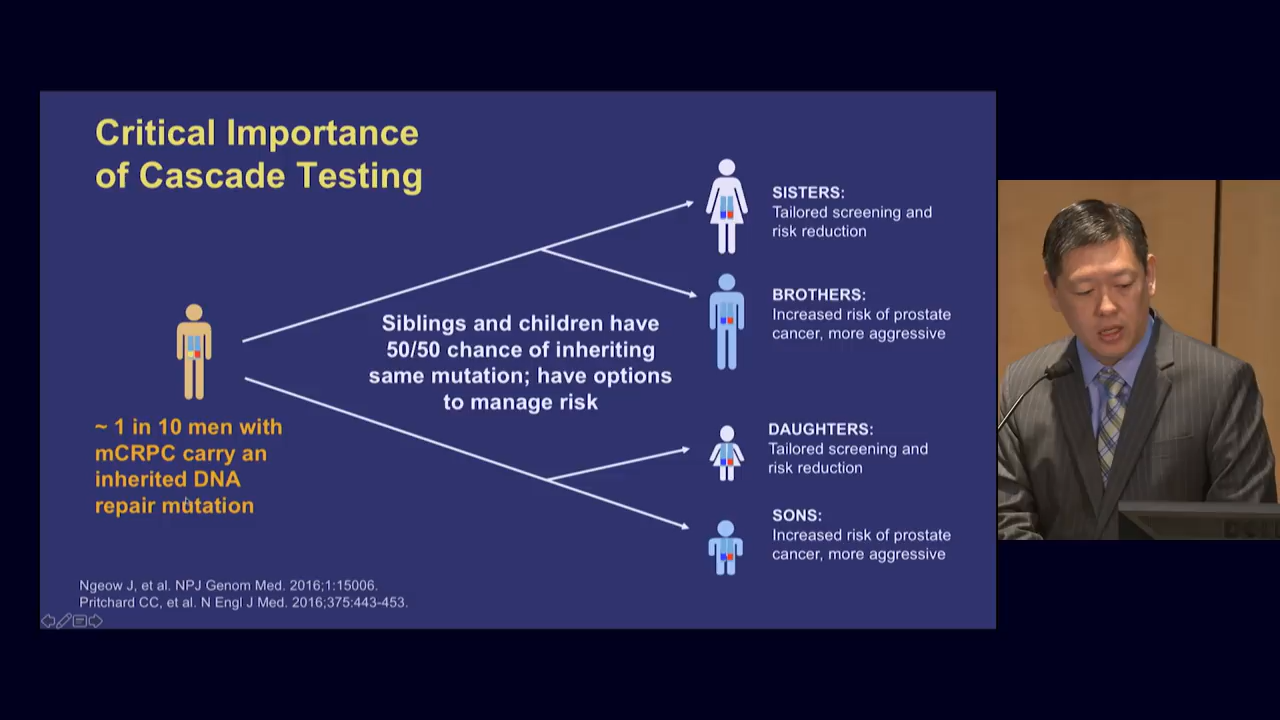 Critical Importance
of Cascade Testing
SISTERS:
Tailored screening and
risk reduction
BROTHERS:
Increased risk of prostate
cancer, more aggressive
Siblings and children have
50/50 chance of inheriting
same mutation; have options
to manage risk
~ 1 in 10 men with
mCRPC carry an
inherited DNA
repair mutation
DAUGHTERS:
Tailored screening and
risk reduction
SONS:
Increased risk of prostate
cancer, more aggressive
Ngeow J, et al. NPJ Genom Med. 2016;1:15006.
Pritchard CC, et al. N Engl J Med. 2016;375:443-453.